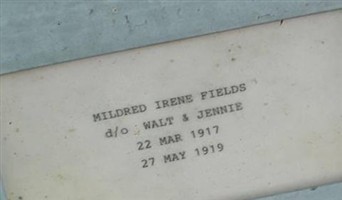 MILDRED IRENE FIELDS
d/o WALT & JENNIE
22 MAR 1917
27 MAY 1919